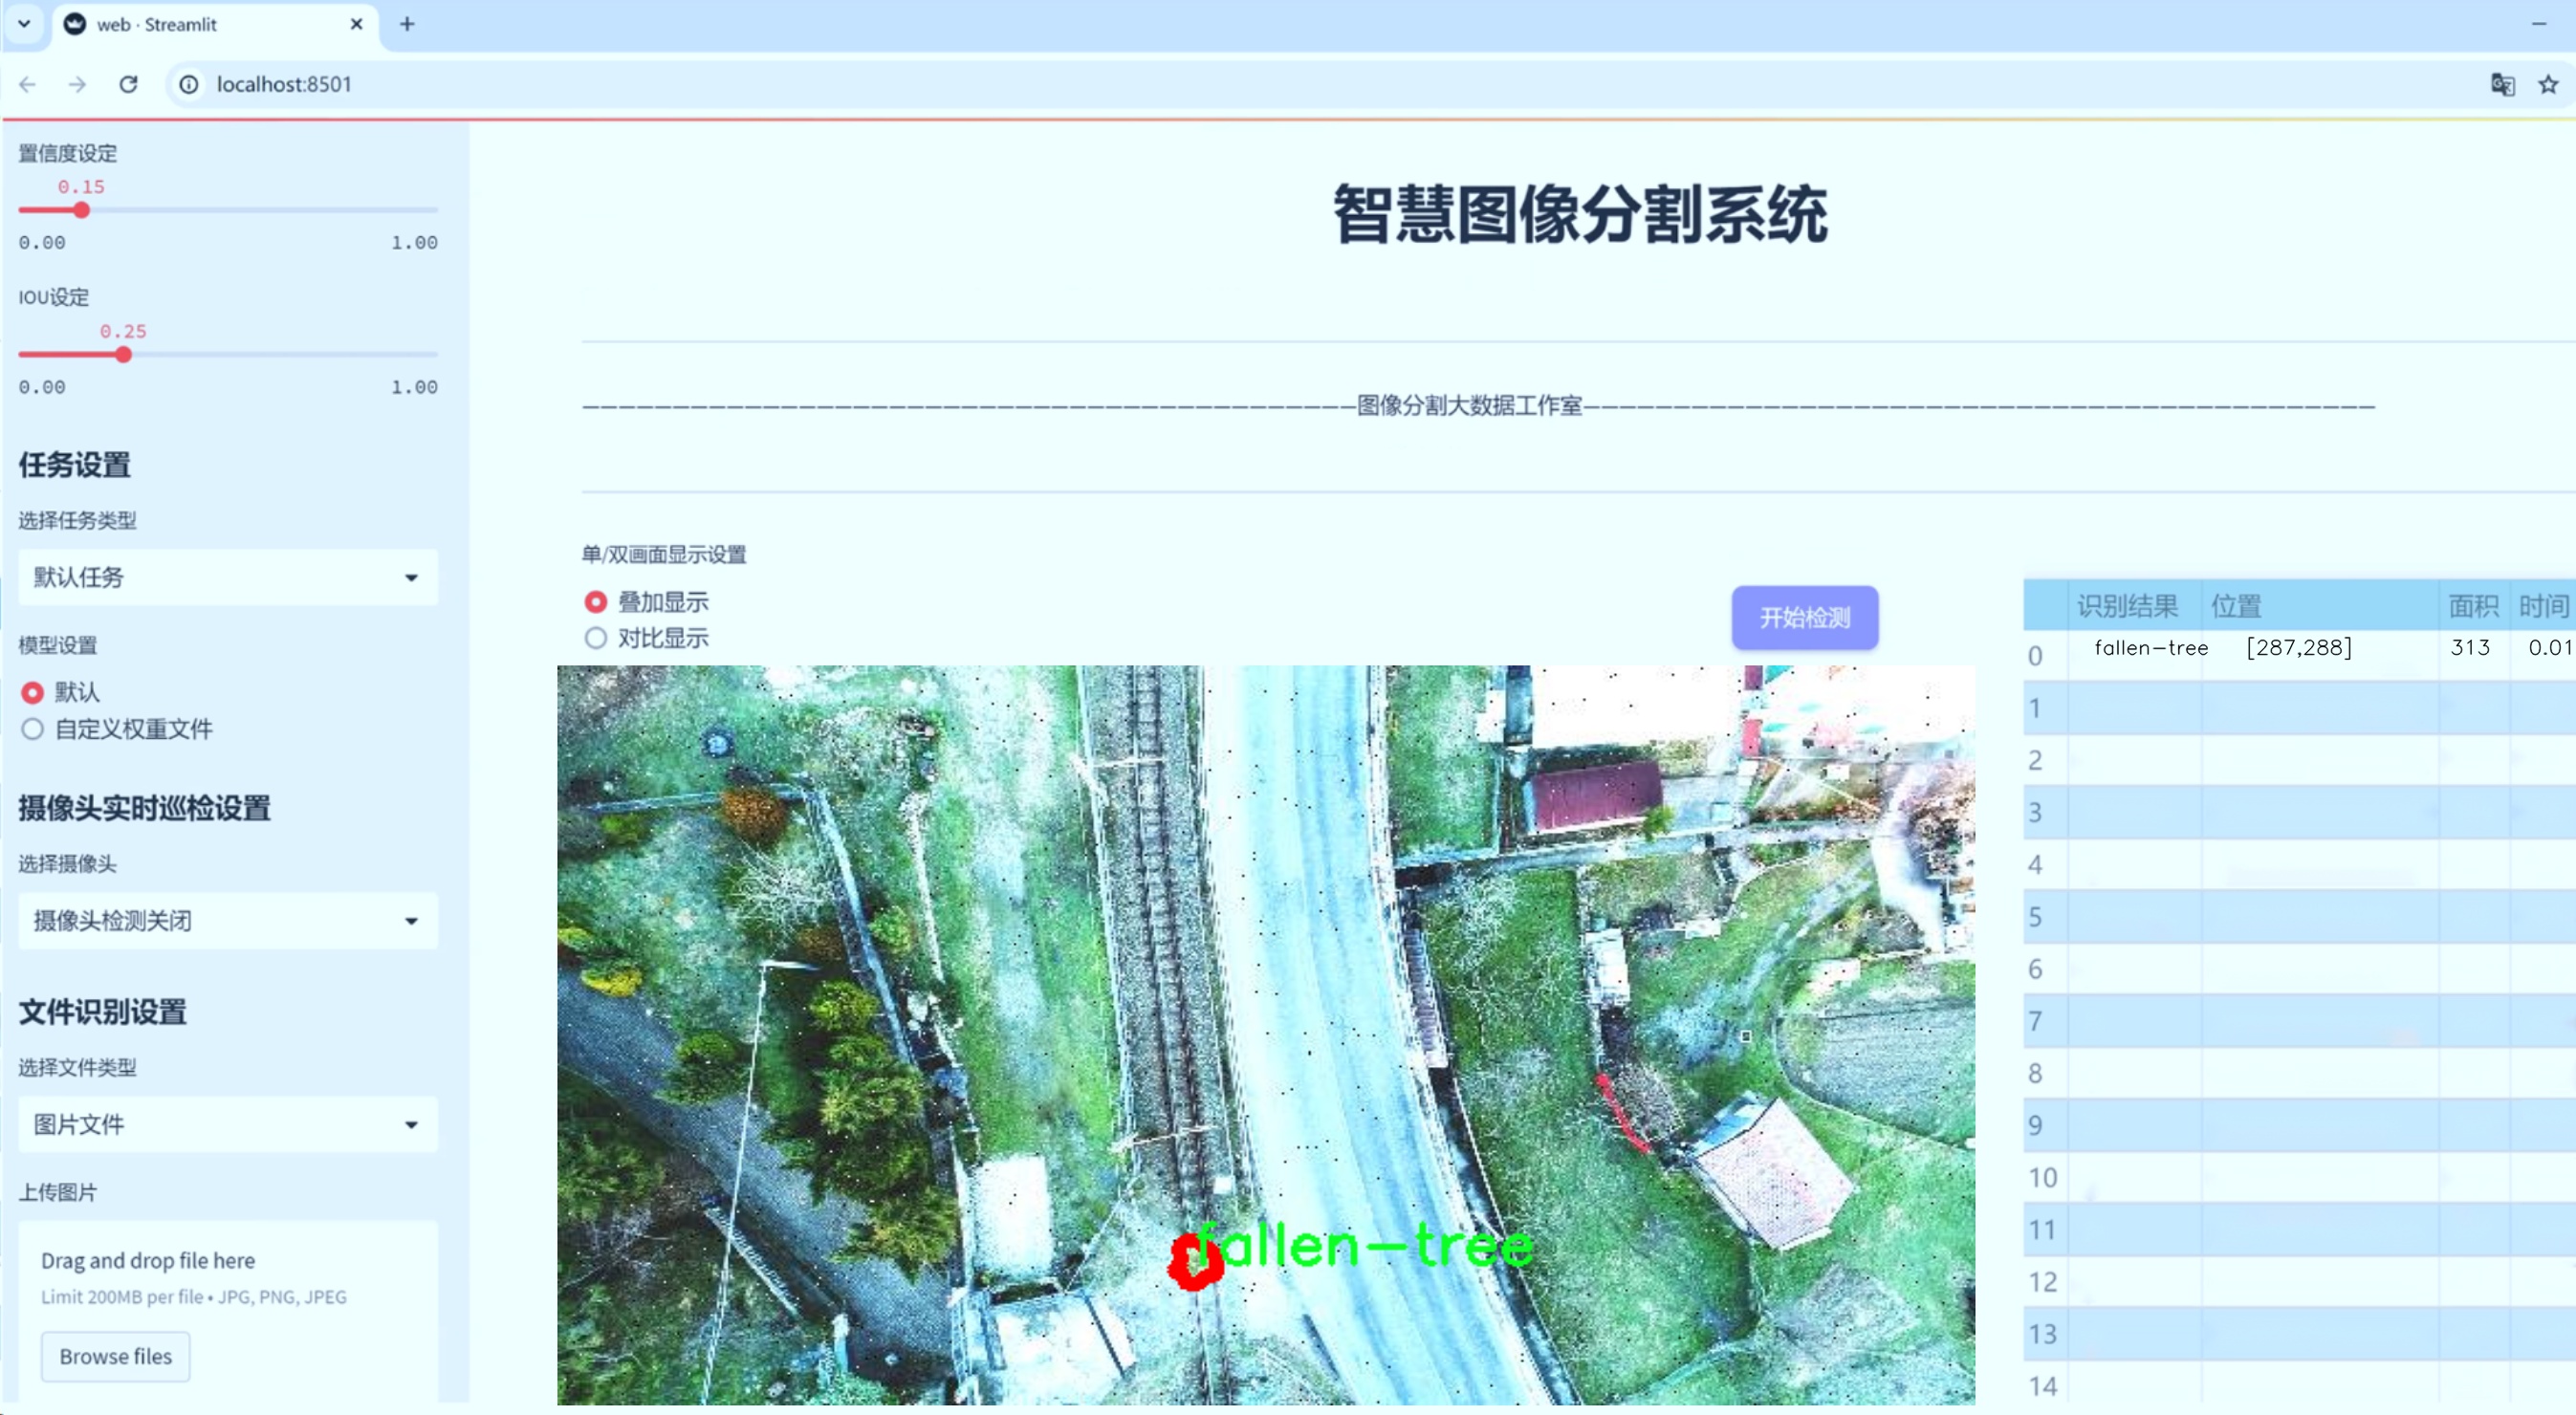 web · Streamlit
localhost:8501
置信度设定
0.15
0.00 1.00
IOU设定
0.25
0.00 1.00
任务设置
选择任务类型
默认任务
模型设置
默认
自定义权重文件
摄像头实时巡检设置
选择摄像头
摄像头检测关闭
文件识别设置
选择文件类型
图片文件
上传图片
Drag and drop file here
Limit 200MB per file • JPG, PNG, JPEG
Browse files
智慧图像分割系统
图像分割大数据工作室
单/双画面显示设置
叠加显示
对比显示
开始检测
fallen-tree
识别结果 位置 面积 时间
0 fallen-tree [287,288] 313 0.01
1
2
3
4
5
6
7
8
9
10
11
12
13
14